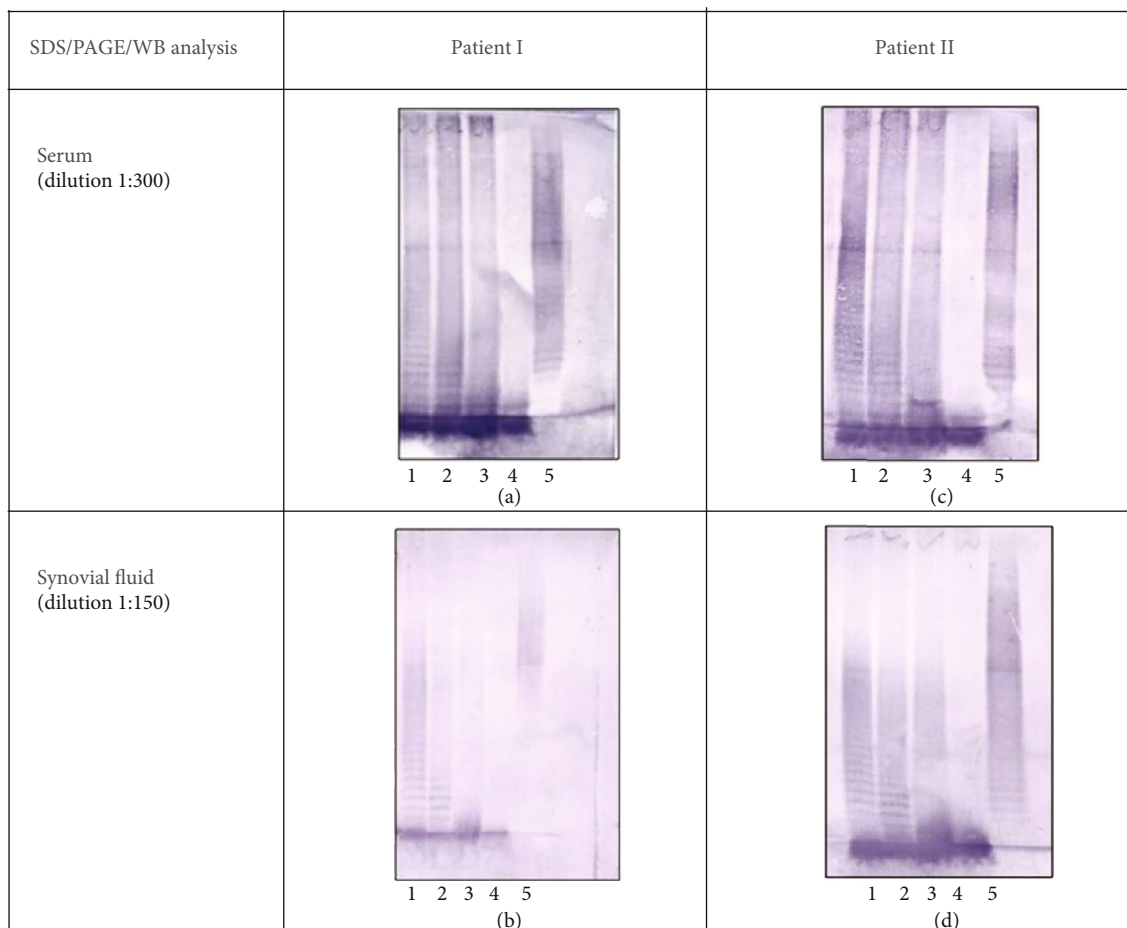 SDS/PAGE/WB analysis
Patient I
Patient II
Serum
(dilution 1:300)
1 2 3 4 5
(a)
1 2 3 4 5
(c)
Synovial fluid
(dilution 1:150)
1 2 3 4 5
(b)
1 2 3 4 5
(d)